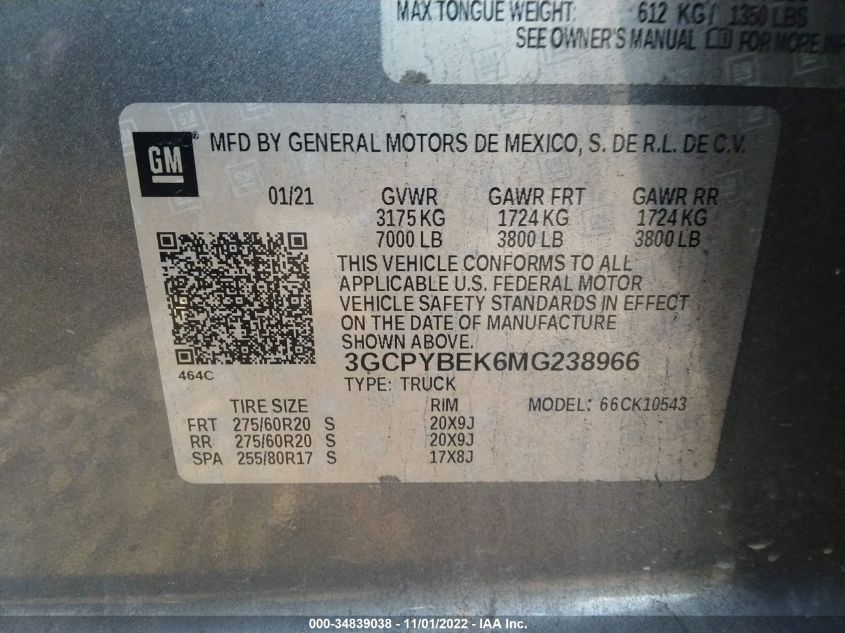 MAX TONGUE WEIGHT: 612 KG/ 1350 LBS
SEE OWNER'S MANUAL FOR MORE INF
GM
MFD BY GENERAL MOTORS DE MEXICO, S. DE R.L. DE C.V.
01/21 GVWR GAWR FRT GAWR RR
3175 KG 1724 KG 1724 KG
7000 LB 3800 LB 3800 LB
THIS VEHICLE CONFORMS TO ALL
APPLICABLE U.S. FEDERAL MOTOR
VEHICLE SAFETY STANDARDS IN EFFECT
ON THE DATE OF MANUFACTURE
SHOWN ABOVE.
464C
3GCPYBEK6MG238966
TYPE: TRUCK
TIRE SIZE RIM MODEL: 66CK10543
FRT 275/60R20 S 20X9J
RR 275/60R20 S 20X9J
SPA 255/80R17 S 17X8J
000-34839038 - 11/01/2022 - IAA Inc.